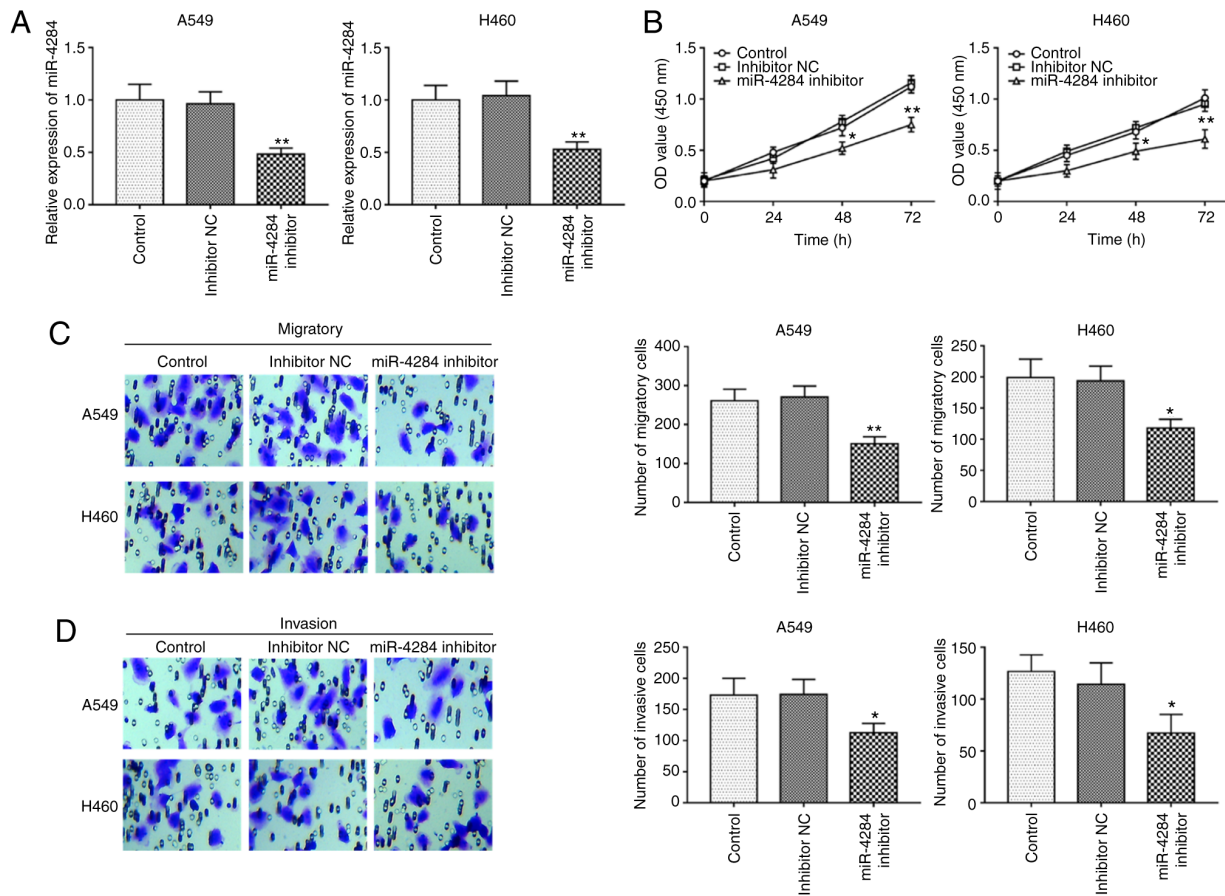 A
A549
Relative expression of miR-4284
1.5
1.0
0.5
0.0
Control
Inhibitor NC
miR-4284
inhibitor
**
H460
Relative expression of miR-4284
1.5
1.0
0.5
0.0
Control
Inhibitor NC
miR-4284
inhibitor
**
B
A549
OD value (450 nm)
1.5
1.0
0.5
0.0
Control
Inhibitor NC
miR-4284 inhibitor
*
**
0 24 48 72
Time (h)
H460
OD value (450 nm)
1.5
1.0
0.5
0.0
Control
Inhibitor NC
miR-4284 inhibitor
*
**
0 24 48 72
Time (h)
C
Migratory
Control Inhibitor NC miR-4284 inhibitor
A549
H460
A549
Number of migratory cells
400
300
200
100
0
Control
Inhibitor NC
miR-4284
inhibitor
**
H460
Number of migratory cells
250
200
150
100
50
0
Control
Inhibitor NC
miR-4284
inhibitor
*
D
Invasion
Control Inhibitor NC miR-4284 inhibitor
A549
H460
A549
Number of invasive cells
250
200
150
100
50
0
Control
Inhibitor NC
miR-4284
inhibitor
*
H460
Number of invasive cells
150
100
50
0
Control
Inhibitor NC
miR-4284
inhibitor
*